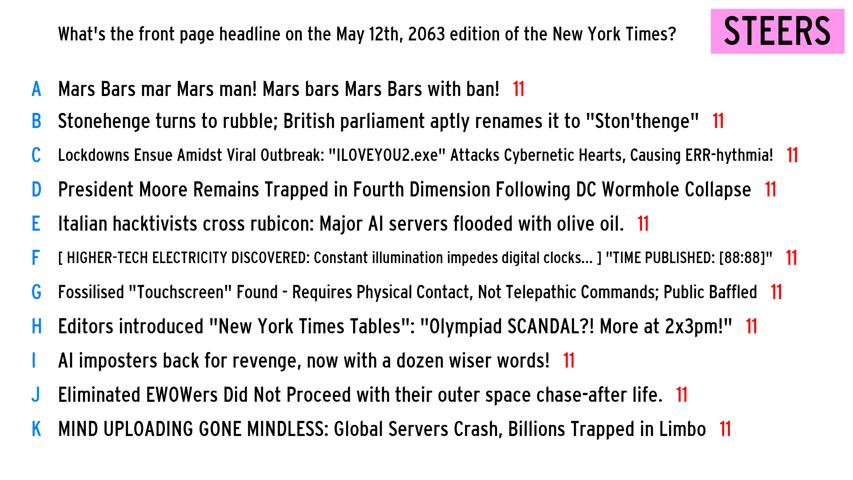 What's the front page headline on the May 12th, 2063 edition of the New York Times?
STEERS
A Mars Bars mar Mars man! Mars bars Mars Bars with ban! 11
B Stonehenge turns to rubble; British parliament aptly renames it to "Ston'thenge" 11
C Lockdowns Ensue Amidst Viral Outbreak: "ILOVEYOU2.exe" Attacks Cybernetic Hearts, Causing ERR-hythmia! 11
D President Moore Remains Trapped in Fourth Dimension Following DC Wormhole Collapse 11
E Italian hacktivists cross rubicon: Major AI servers flooded with olive oil. 11
F [ HIGHER-TECH ELECTRICITY DISCOVERED: Constant illumination impedes digital clocks... ] "TIME PUBLISHED: [88:88]" 11
G Fossilised "Touchscreen" Found - Requires Physical Contact, Not Telepathic Commands; Public Baffled 11
H Editors introduced "New York Times Tables": "Olympiad SCANDAL?! More at 2x3pm!" 11
I AI imposters back for revenge, now with a dozen wiser words! 11
J Eliminated EWOWers Did Not Proceed with their outer space chase-after life. 11
K MIND UPLOADING GONE MINDLESS: Global Servers Crash, Billions Trapped in Limbo 11